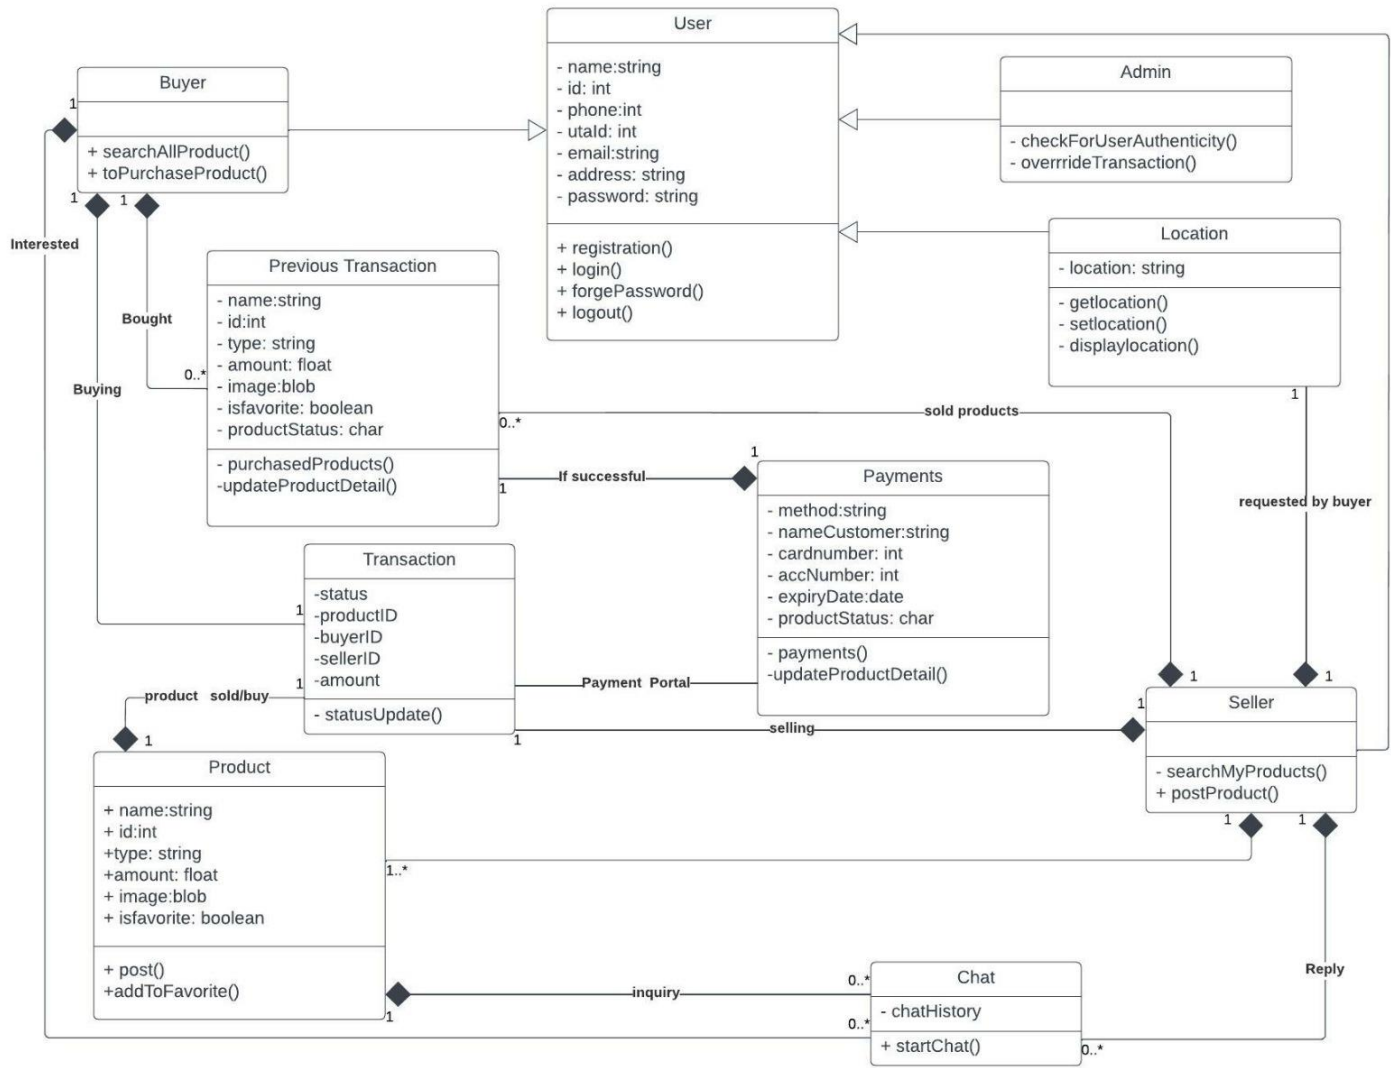 User
- name:string
- id: int
- phone:int
- utaId: int
- email:string
- address: string
- password: string
+ registration()
+ login()
+ forgePassword()
+ logout()
Admin
- checkForUserAuthenticity()
- overrrideTransaction()
Buyer
+ searchAllProduct()
+ toPurchaseProduct()
1
1
1
Interested
Bought
Buying
Location
- location: string
- getlocation()
- setlocation()
- displaylocation()
1
requested by buyer
Previous Transaction
- name:string
- id:int
- type: string
- amount: float
- image:blob
- isfavorite: boolean
- productStatus: char
- purchasedProducts()
-updateProductDetail()
0..*
0..*
sold products
1
If successful
1
Payments
- method:string
- nameCustomer:string
- cardnumber: int
- accNumber: int
- expiryDate:date
- productStatus: char
- payments()
-updateProductDetail()
Transaction
-status
-productID
-buyerID
-sellerID
-amount
- statusUpdate()
1
1
product sold/buy
1
Payment Portal
1
selling
1
1
1
Seller
- searchMyProducts()
+ postProduct()
1
1
Product
+ name:string
+ id:int
+type: string
+amount: float
+ image:blob
+ isfavorite: boolean
+ post()
+addToFavorite()
1..*
1
inquiry
0..*
0..*
Chat
- chatHistory
+ startChat()
0..*
Reply